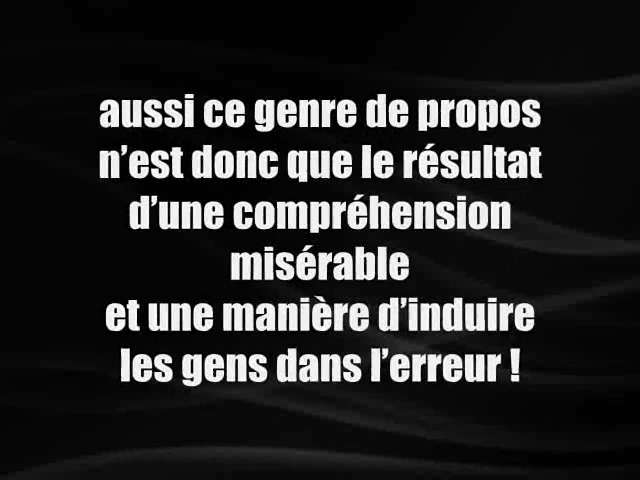 aussi ce genre de propos
n’est donc que le résultat
d’une compréhension
misérable
et une manière d’induire
les gens dans l’erreur !